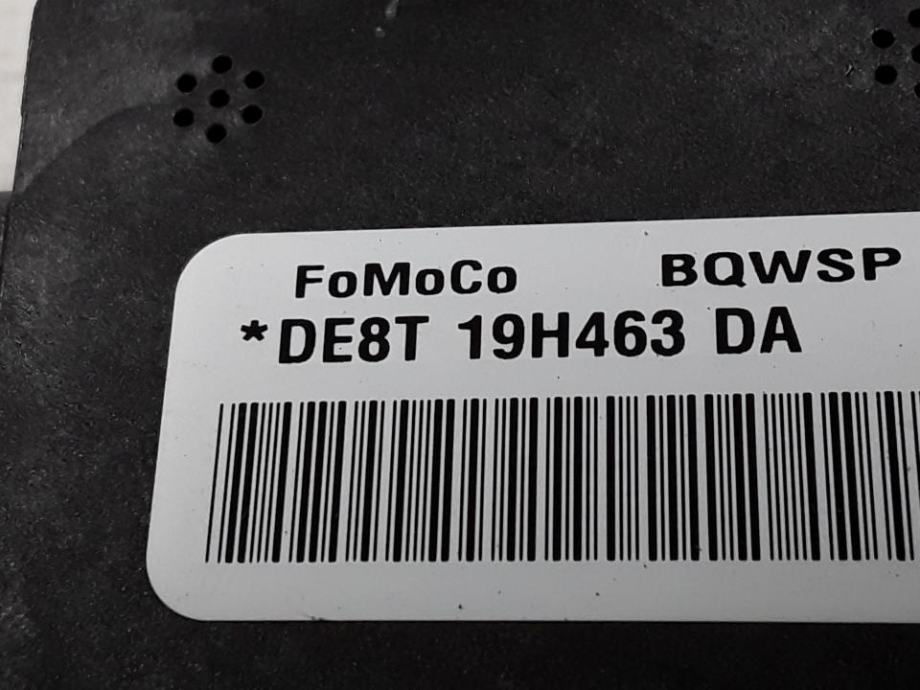 FoMoCo BQWSP
*DE8T 19H463 DA